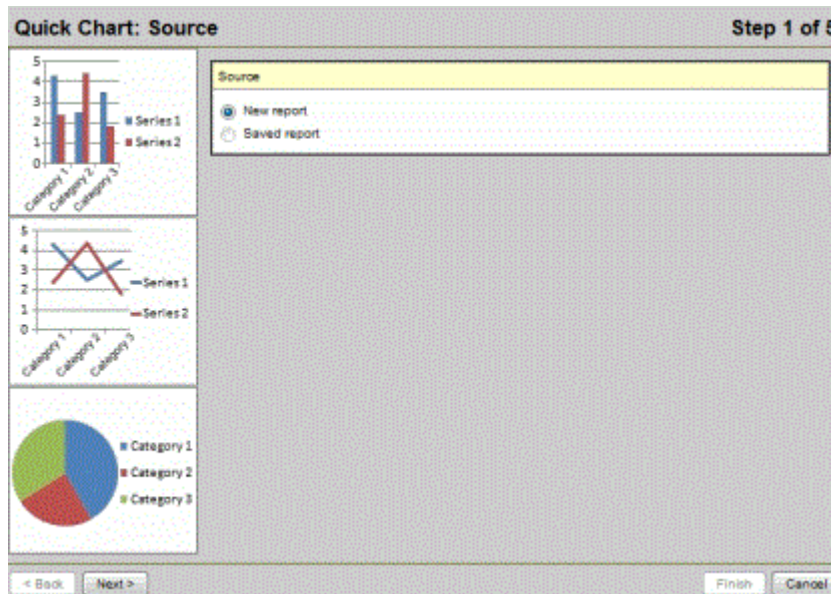 Quick Chart: Source
Step 1 of 5
5
4
3
2
1
0
Series 1
Series 2
Category 1
Category 2
Category 3
5
4
3
2
1
0
Series 1
Series 2
Category 1
Category 2
Category 3
Category 1
Category 2
Category 3
Source
New report
Saved report
< Back
Next >
Finish
Cancel